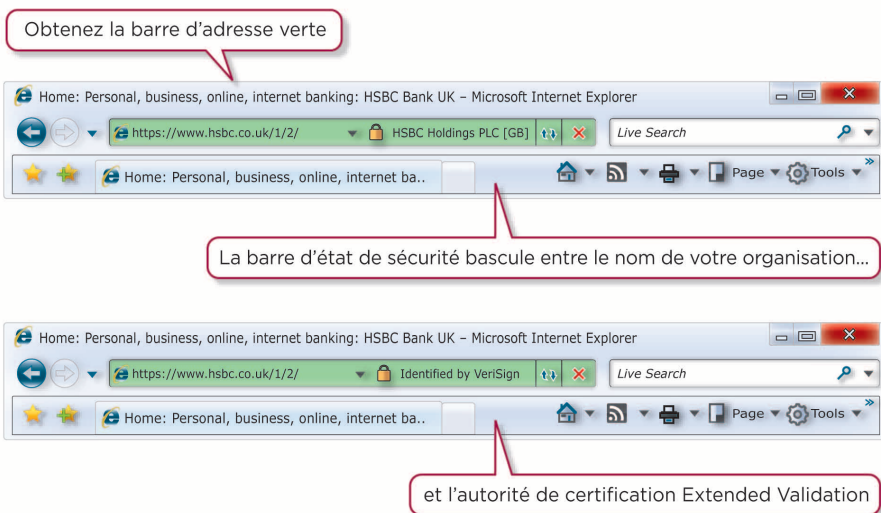 Obtenez la barre d'adresse verte
Home: Personal, business, online, internet banking: HSBC Bank UK – Microsoft Internet Explorer
https://www.hsbc.co.uk/1/2/ HSBC Holdings PLC [GB] Live Search
Home: Personal, business, online, internet ba.. Page Tools »
La barre d'état de sécurité bascule entre le nom de votre organisation...
Home: Personal, business, online, internet banking: HSBC Bank UK – Microsoft Internet Explorer
https://www.hsbc.co.uk/1/2/ Identified by VeriSign Live Search
Home: Personal, business, online, internet ba.. Page Tools »
et l'autorité de certification Extended Validation